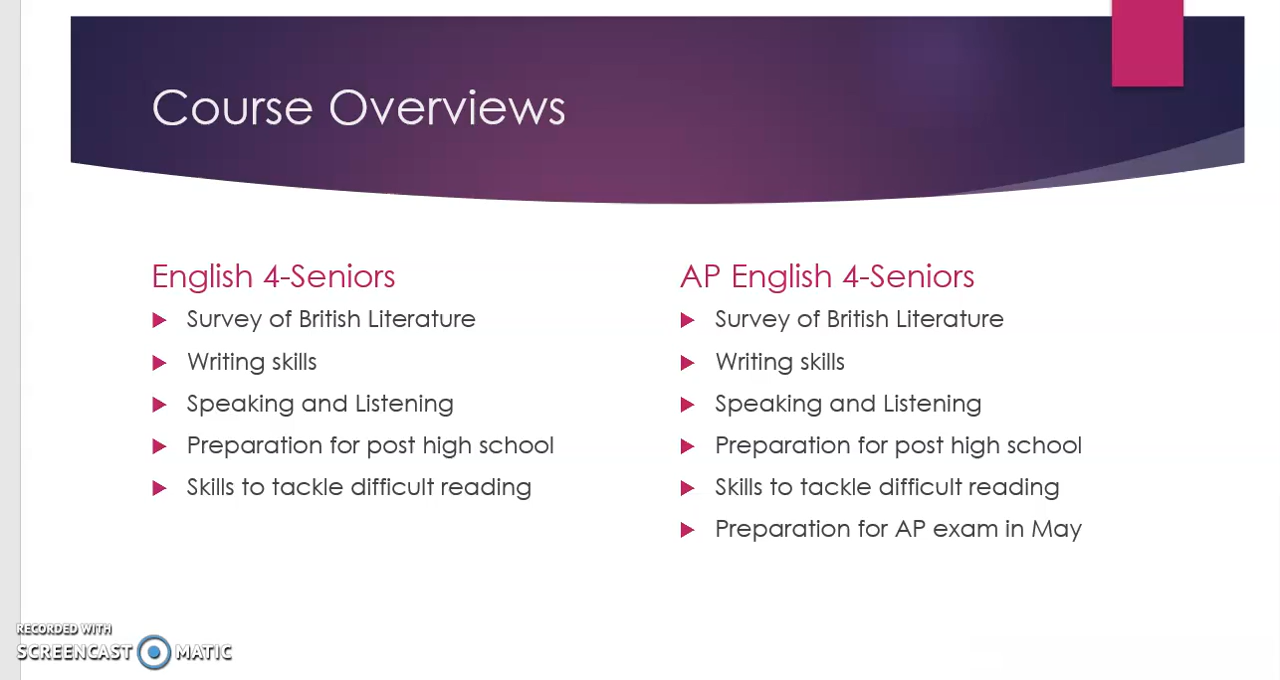 Course Overviews
English 4-Seniors
Survey of British Literature
Writing skills
Speaking and Listening
Preparation for post high school
Skills to tackle difficult reading
AP English 4-Seniors
Survey of British Literature
Writing skills
Speaking and Listening
Preparation for post high school
Skills to tackle difficult reading
Preparation for AP exam in May
RECORDED WITH
SCREENCAST MATIC